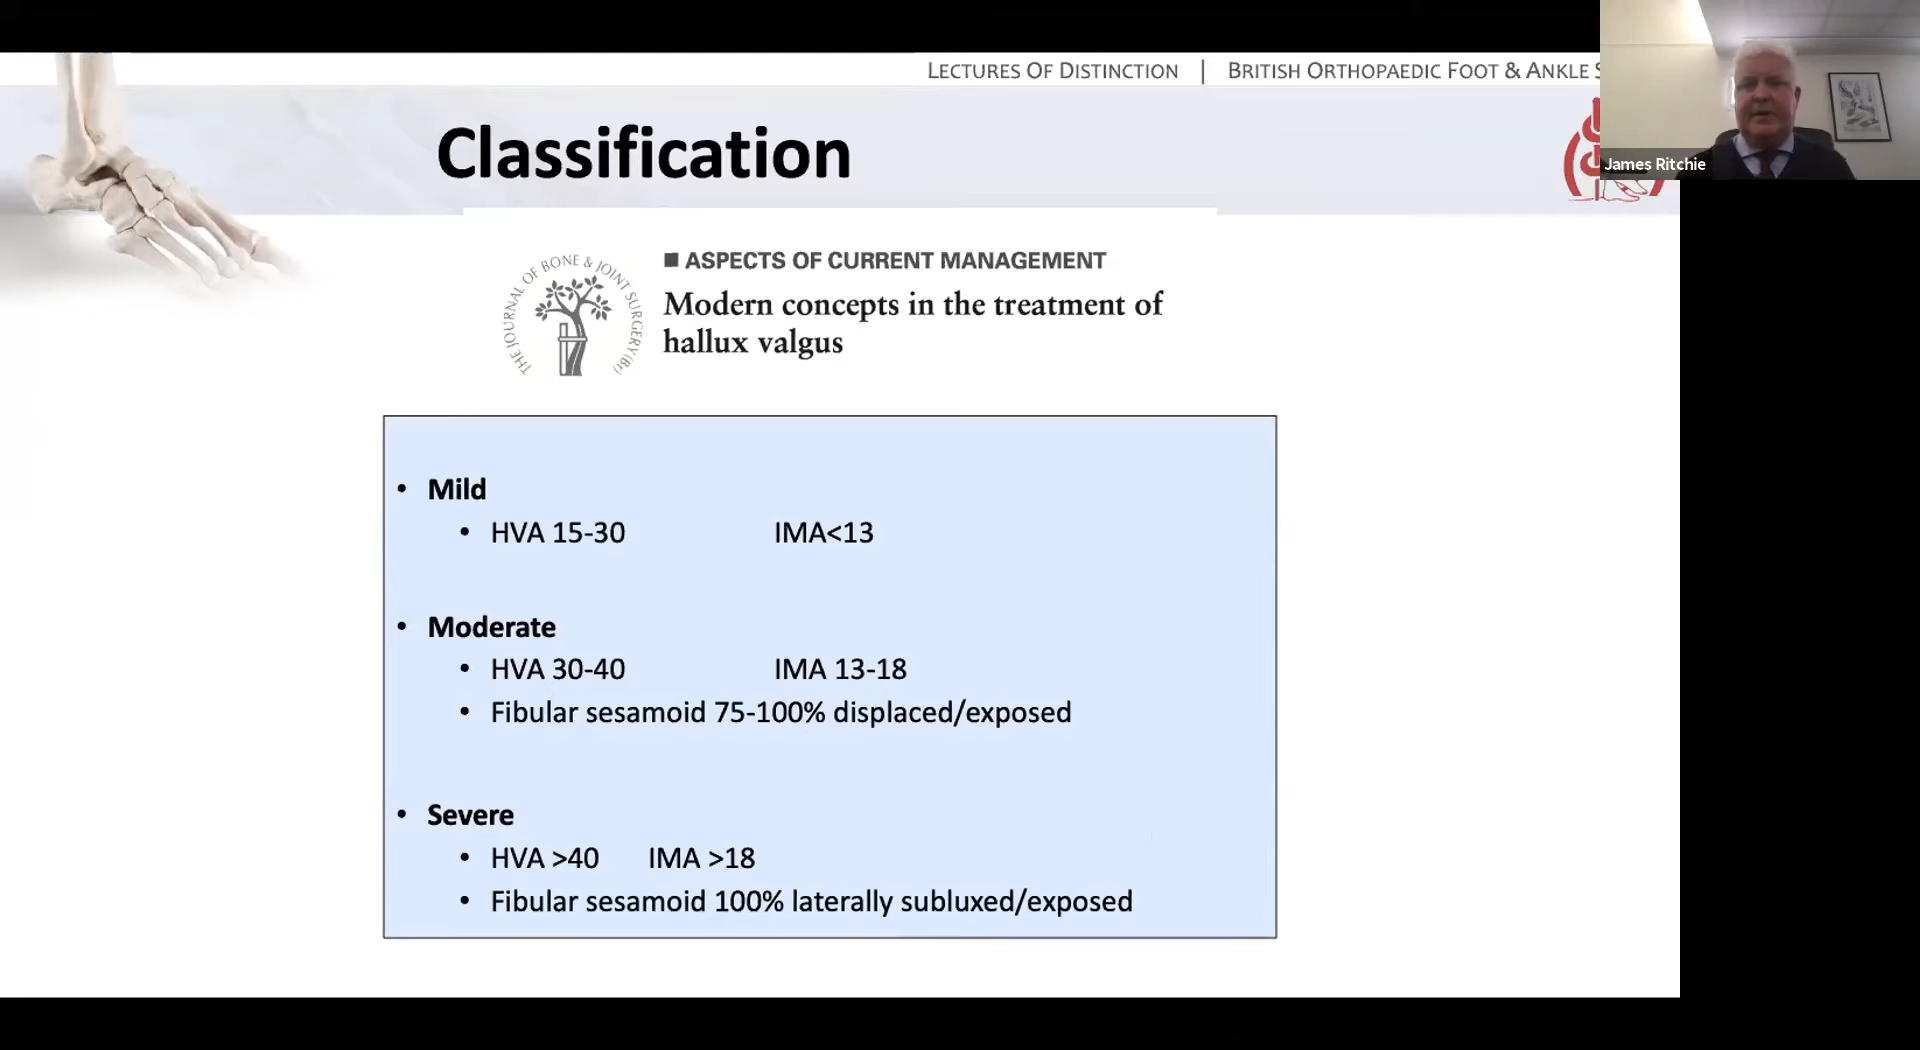 LECTURES OF DISTINCTION | BRITISH ORTHOPAEDIC FOOT & ANKLE S
James Ritchie
Classification
THE JOURNAL OF BONE & JOINT SURGERY (Br)
■ ASPECTS OF CURRENT MANAGEMENT
Modern concepts in the treatment of
hallux valgus
• Mild
• HVA 15-30 IMA<13
• Moderate
• HVA 30-40 IMA 13-18
• Fibular sesamoid 75-100% displaced/exposed
• Severe
• HVA >40 IMA >18
• Fibular sesamoid 100% laterally subluxed/exposed